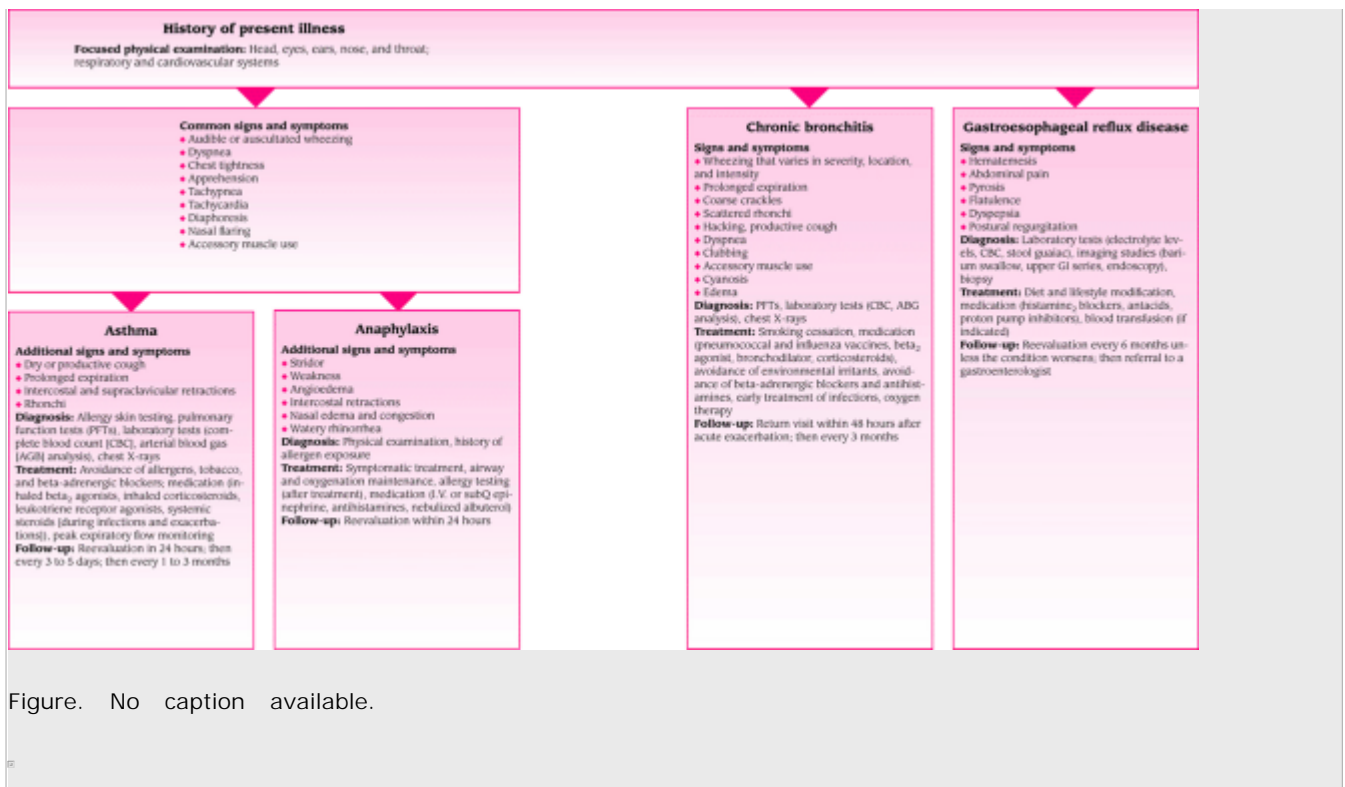 History of present illness
Focused physical examination: Head, eyes, ears, nose, and throat;
respiratory and cardiovascular systems
Common signs and symptoms
• Audible or auscultated wheezing
• Dyspnea
• Chest tightness
• Apprehension
• Tachypnea
• Tachycardia
• Diaphoresis
• Nasal flaring
• Accessory muscle use
Asthma
Additional signs and symptoms
• Dry or productive cough
• Prolonged expiration
• Intercostal and supraclavicular retractions
• Rhonchi
Diagnosis: Allergy skin testing, pulmonary
function tests (PFTs), laboratory tests (com-
plete blood count [CBC], arterial blood gas
[AGB] analysis), chest X-rays
Treatment: Avoidance of allergens, tobacco,
and beta-adrenergic blockers; medication (in-
haled beta₂ agonists, inhaled corticosteroids,
leukotriene receptor agonists, systemic
steroids [during infections and exacerba-
tions]), peak expiratory flow monitoring
Follow-up: Reevaluation in 24 hours; then
every 3 to 5 days; then every 1 to 3 months
Anaphylaxis
Additional signs and symptoms
• Stridor
• Weakness
• Angioedema
• Intercostal retractions
• Nasal edema and congestion
• Watery rhinorrhea
Diagnosis: Physical examination, history of
allergen exposure
Treatment: Symptomatic treatment, airway
and oxygenation maintenance, allergy testing
(after treatment), medication (I.V. or subQ epi-
nephrine, antihistamines, nebulized albuterol)
Follow-up: Reevaluation within 24 hours
Chronic bronchitis
Signs and symptoms
• Wheezing that varies in severity, location,
and intensity
• Prolonged expiration
• Coarse crackles
• Scattered rhonchi
• Hacking, productive cough
• Dyspnea
• Clubbing
• Accessory muscle use
• Cyanosis
• Edema
Diagnosis: PFTs, laboratory tests (CBC, ABG
analysis), chest X-rays
Treatment: Smoking cessation, medication
(pneumococcal and influenza vaccines, beta₂
agonist, bronchodilator, corticosteroids),
avoidance of environmental irritants, avoid-
ance of beta-adrenergic blockers and antihist-
amines, early treatment of infections, oxygen
therapy
Follow-up: Return visit within 48 hours after
acute exacerbation; then every 3 months
Gastroesophageal reflux disease
Signs and symptoms
• Hematemesis
• Abdominal pain
• Pyrosis
• Flatulence
• Dyspepsia
• Postural regurgitation
Diagnosis: Laboratory tests (electrolyte lev-
els, CBC, stool guaiac), imaging studies (bari-
um swallow, upper GI series, endoscopy),
biopsy
Treatment: Diet and lifestyle modification,
medication (histamine₂ blockers, antacids,
proton pump inhibitors), blood transfusion (if
indicated)
Follow-up: Reevaluation every 6 months un-
less the condition worsens; then referral to a
gastroenterologist
Figure. No caption available.